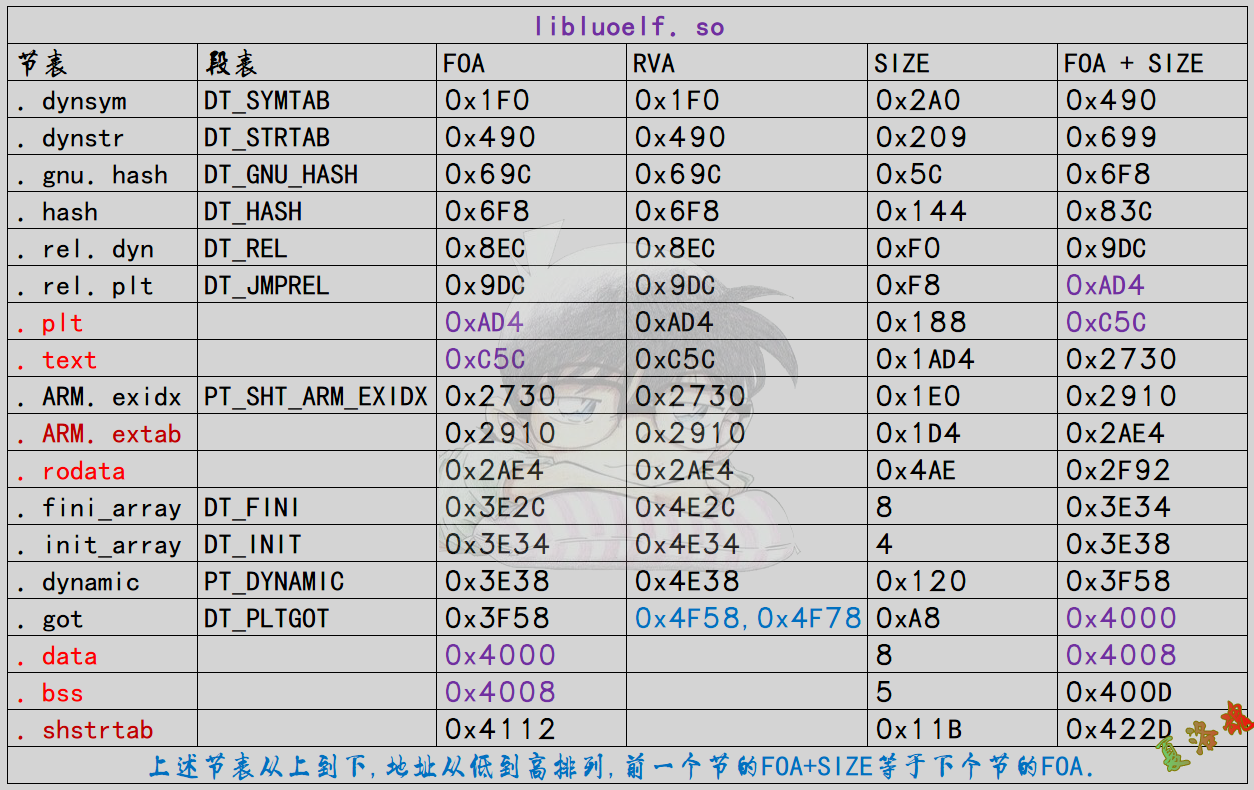 libluoelf.so
节表 段表 FOA RVA SIZE FOA + SIZE
.dynsym DT_SYMTAB 0x1F0 0x1F0 0x2A0 0x490
.dynstr DT_STRTAB 0x490 0x490 0x209 0x699
.gnu.hash DT_GNU_HASH 0x69C 0x69C 0x5C 0x6F8
.hash DT_HASH 0x6F8 0x6F8 0x144 0x83C
.rel.dyn DT_REL 0x8EC 0x8EC 0xF0 0x9DC
.rel.plt DT_JMPREL 0x9DC 0x9DC 0xF8 0xAD4
.plt 0xAD4 0xAD4 0x188 0xC5C
.text 0xC5C 0xC5C 0x1AD4 0x2730
.ARM.exidx PT_SHT_ARM_EXIDX 0x2730 0x2730 0x1E0 0x2910
.ARM.extab 0x2910 0x2910 0x1D4 0x2AE4
.rodata 0x2AE4 0x2AE4 0x4AE 0x2F92
.fini_array DT_FINI 0x3E2C 0x4E2C 8 0x3E34
.init_array DT_INIT 0x3E34 0x4E34 4 0x3E38
.dynamic PT_DYNAMIC 0x3E38 0x4E38 0x120 0x3F58
.got DT_PLTGOT 0x3F58 0x4F58,0x4F78 0xA8 0x4000
.data 0x4000 8 0x4008
.bss 0x4008 5 0x400D
.shstrtab 0x4112 0x11B 0x422D
上述节表从上到下,地址从低到高排列,前一个节的FOA+SIZE等于下个节的FOA.